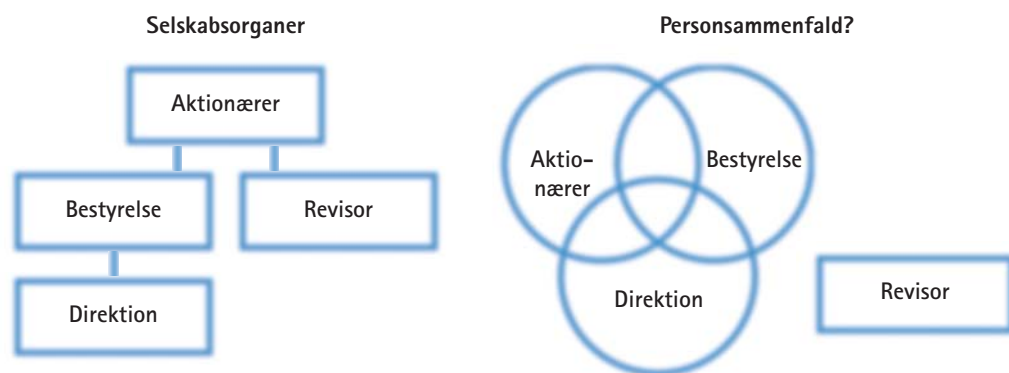 Selskabsorganer
Aktionærer
Bestyrelse
Revisor
Direktion
Personsammenfald?
Aktio-
nærer
Bestyrelse
Direktion
Revisor